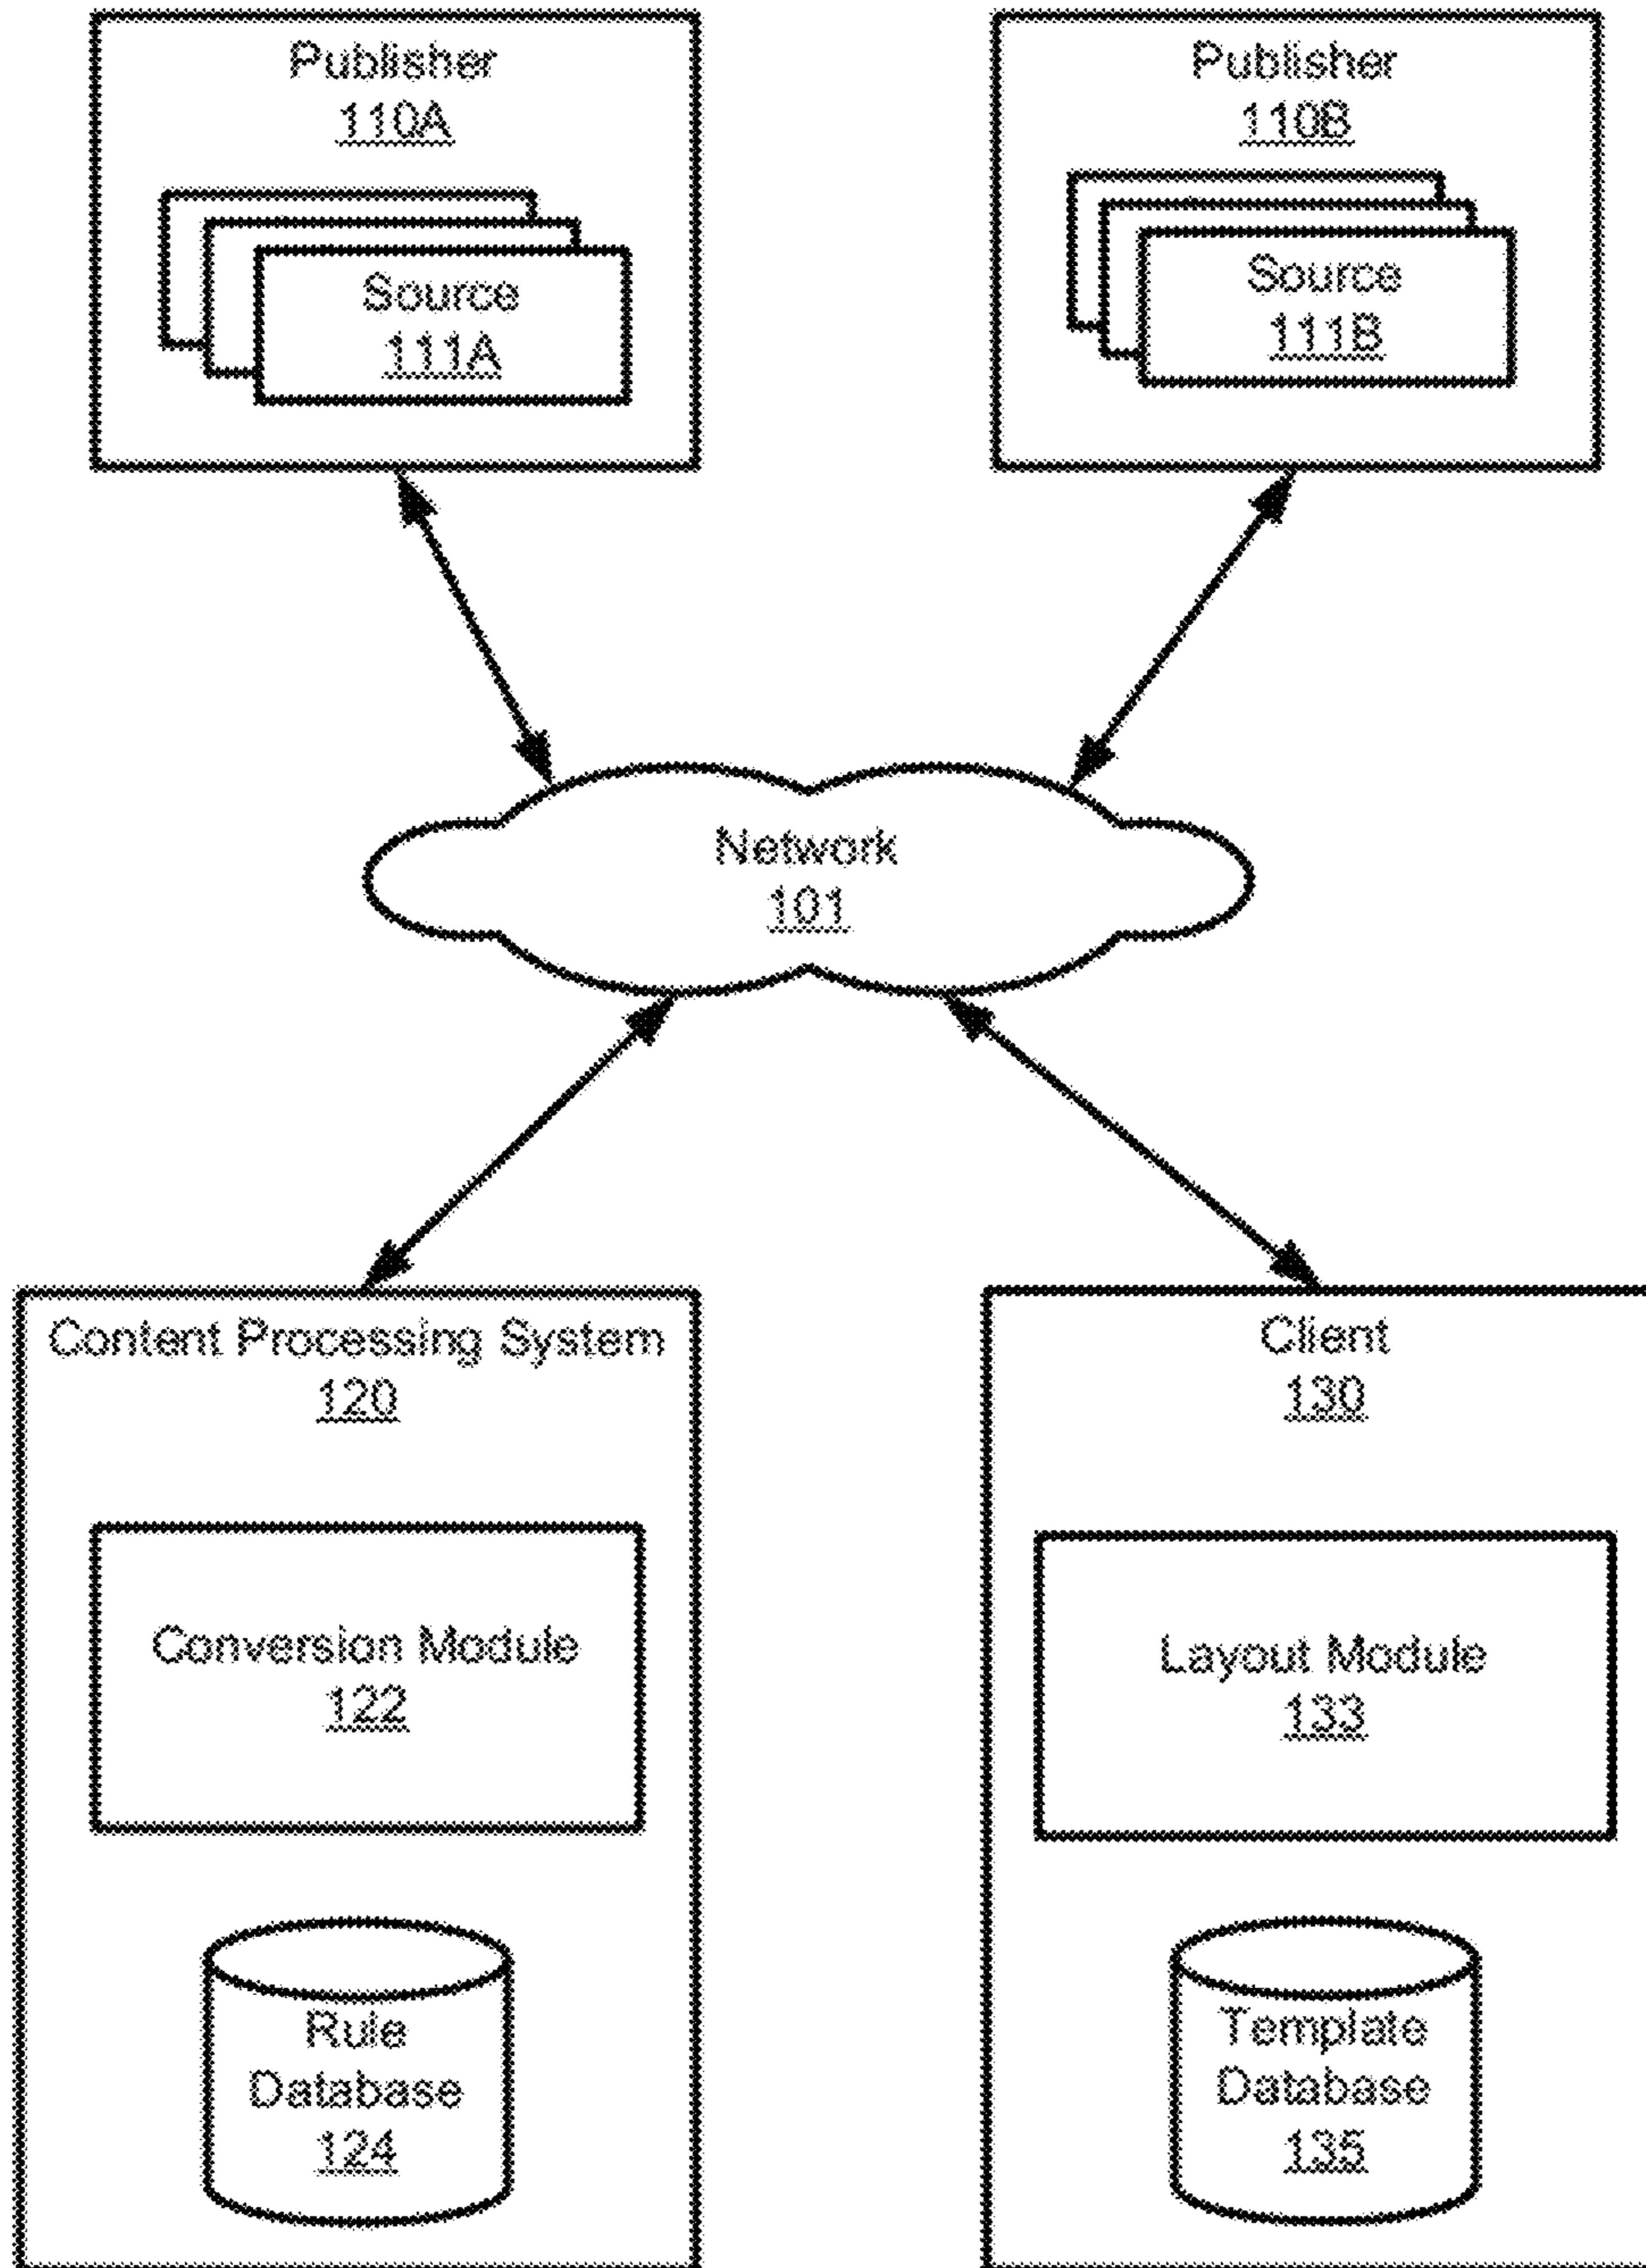 Publisher
110A
Source
111A
Publisher
110B
Source
111B
Network
101
Content Processing System
120
Conversion Module
122
Rule
Database
124
Client
130
Layout Module
133
Template
Database
135